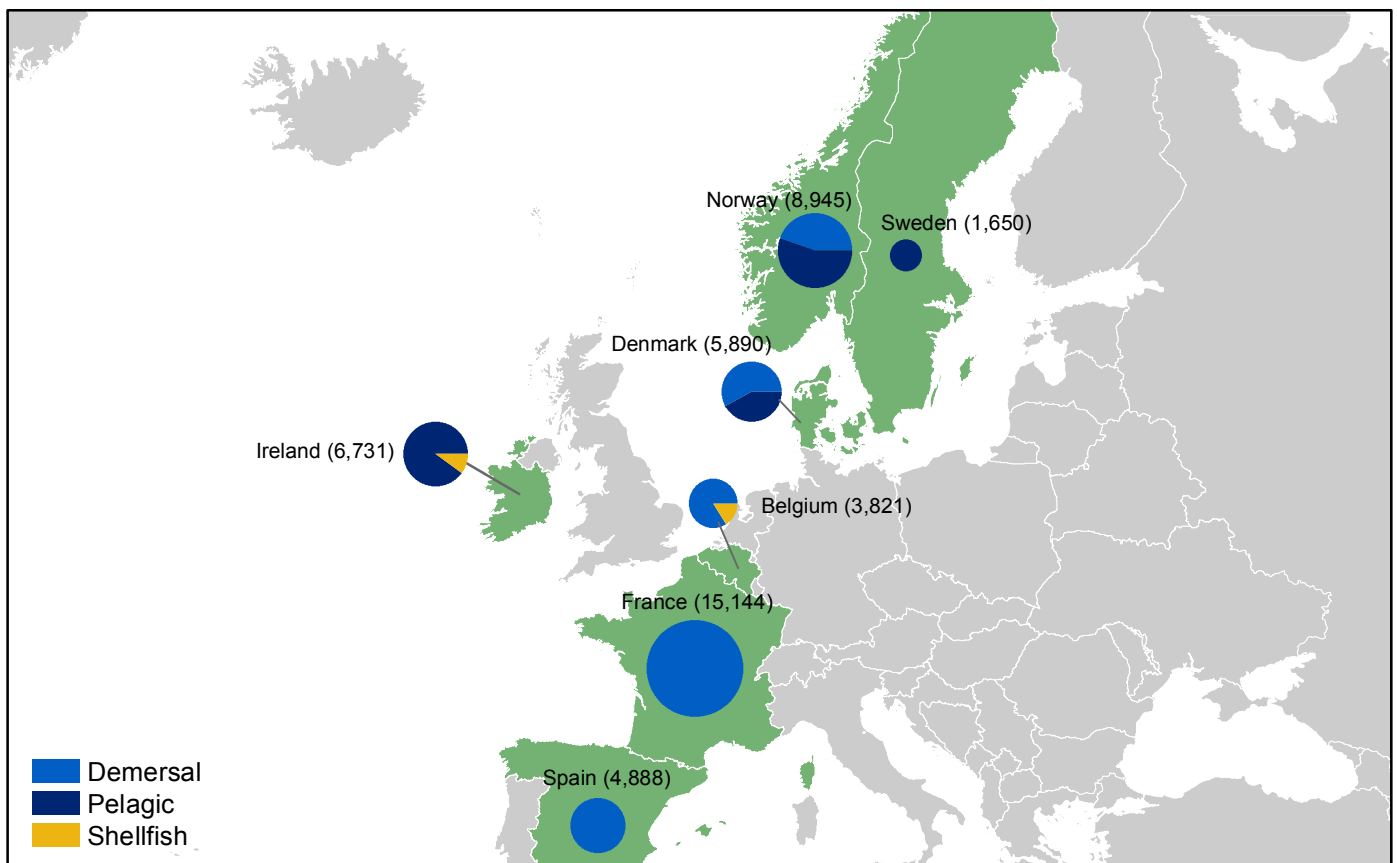 Norway (8,945)
Sweden (1,650)
Denmark (5,890)
Ireland (6,731)
Belgium (3,821)
France (15,144)
Spain (4,888)
Demersal
Pelagic
Shellfish